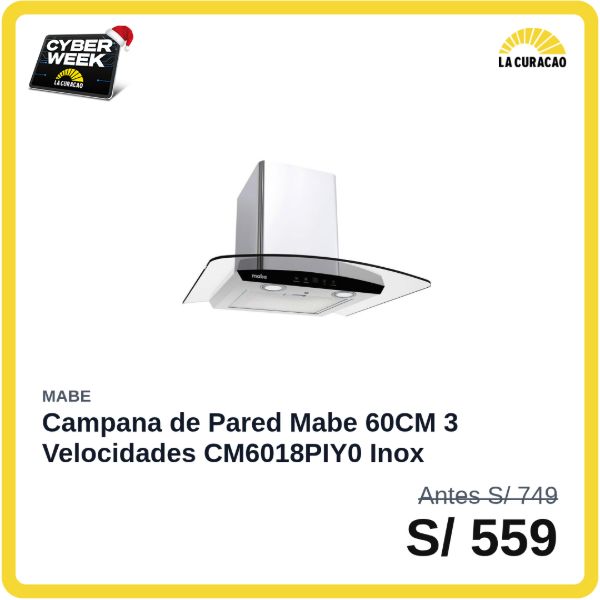 CYBER
WEEK
LA CURACAO
LA CURACAO
mabe
MABE
Campana de Pared Mabe 60CM 3
Velocidades CM6018PIY0 Inox
Antes S/ 749
S/ 559